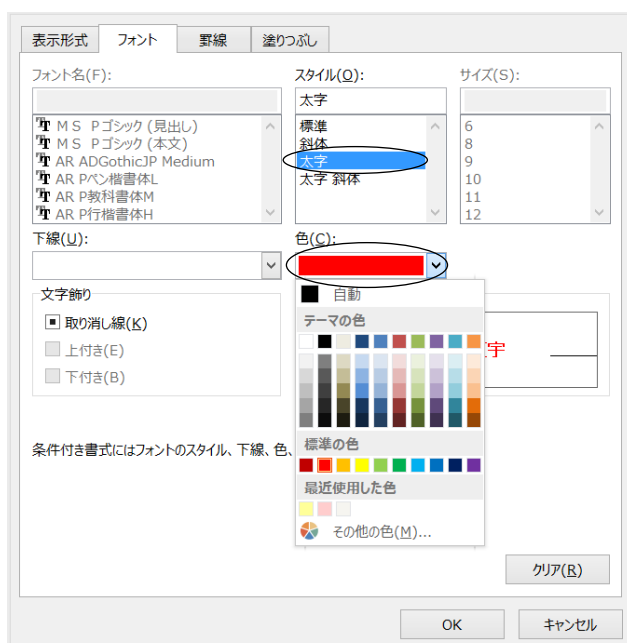 表示形式 フォント 罫線 塗りつぶし
フォント名(F): スタイル(O): サイズ(S):
太字
ＭＳ Ｐゴシック (見出し) 標準 6
ＭＳ Ｐゴシック (本文) 斜体 8
AR ADGothicJP Medium 太字 9
AR Pペン楷書体L 太字 斜体 10
AR P教科書体M 11
AR P行楷書体H 12
下線(U): 色(C):
文字飾り 自動
取り消し線(K) テーマの色
上付き(E)
下付き(B)
条件付き書式にはフォントのスタイル、下線、色、
標準の色
最近使用した色
その他の色(M)...
クリア(R)
OK キャンセル